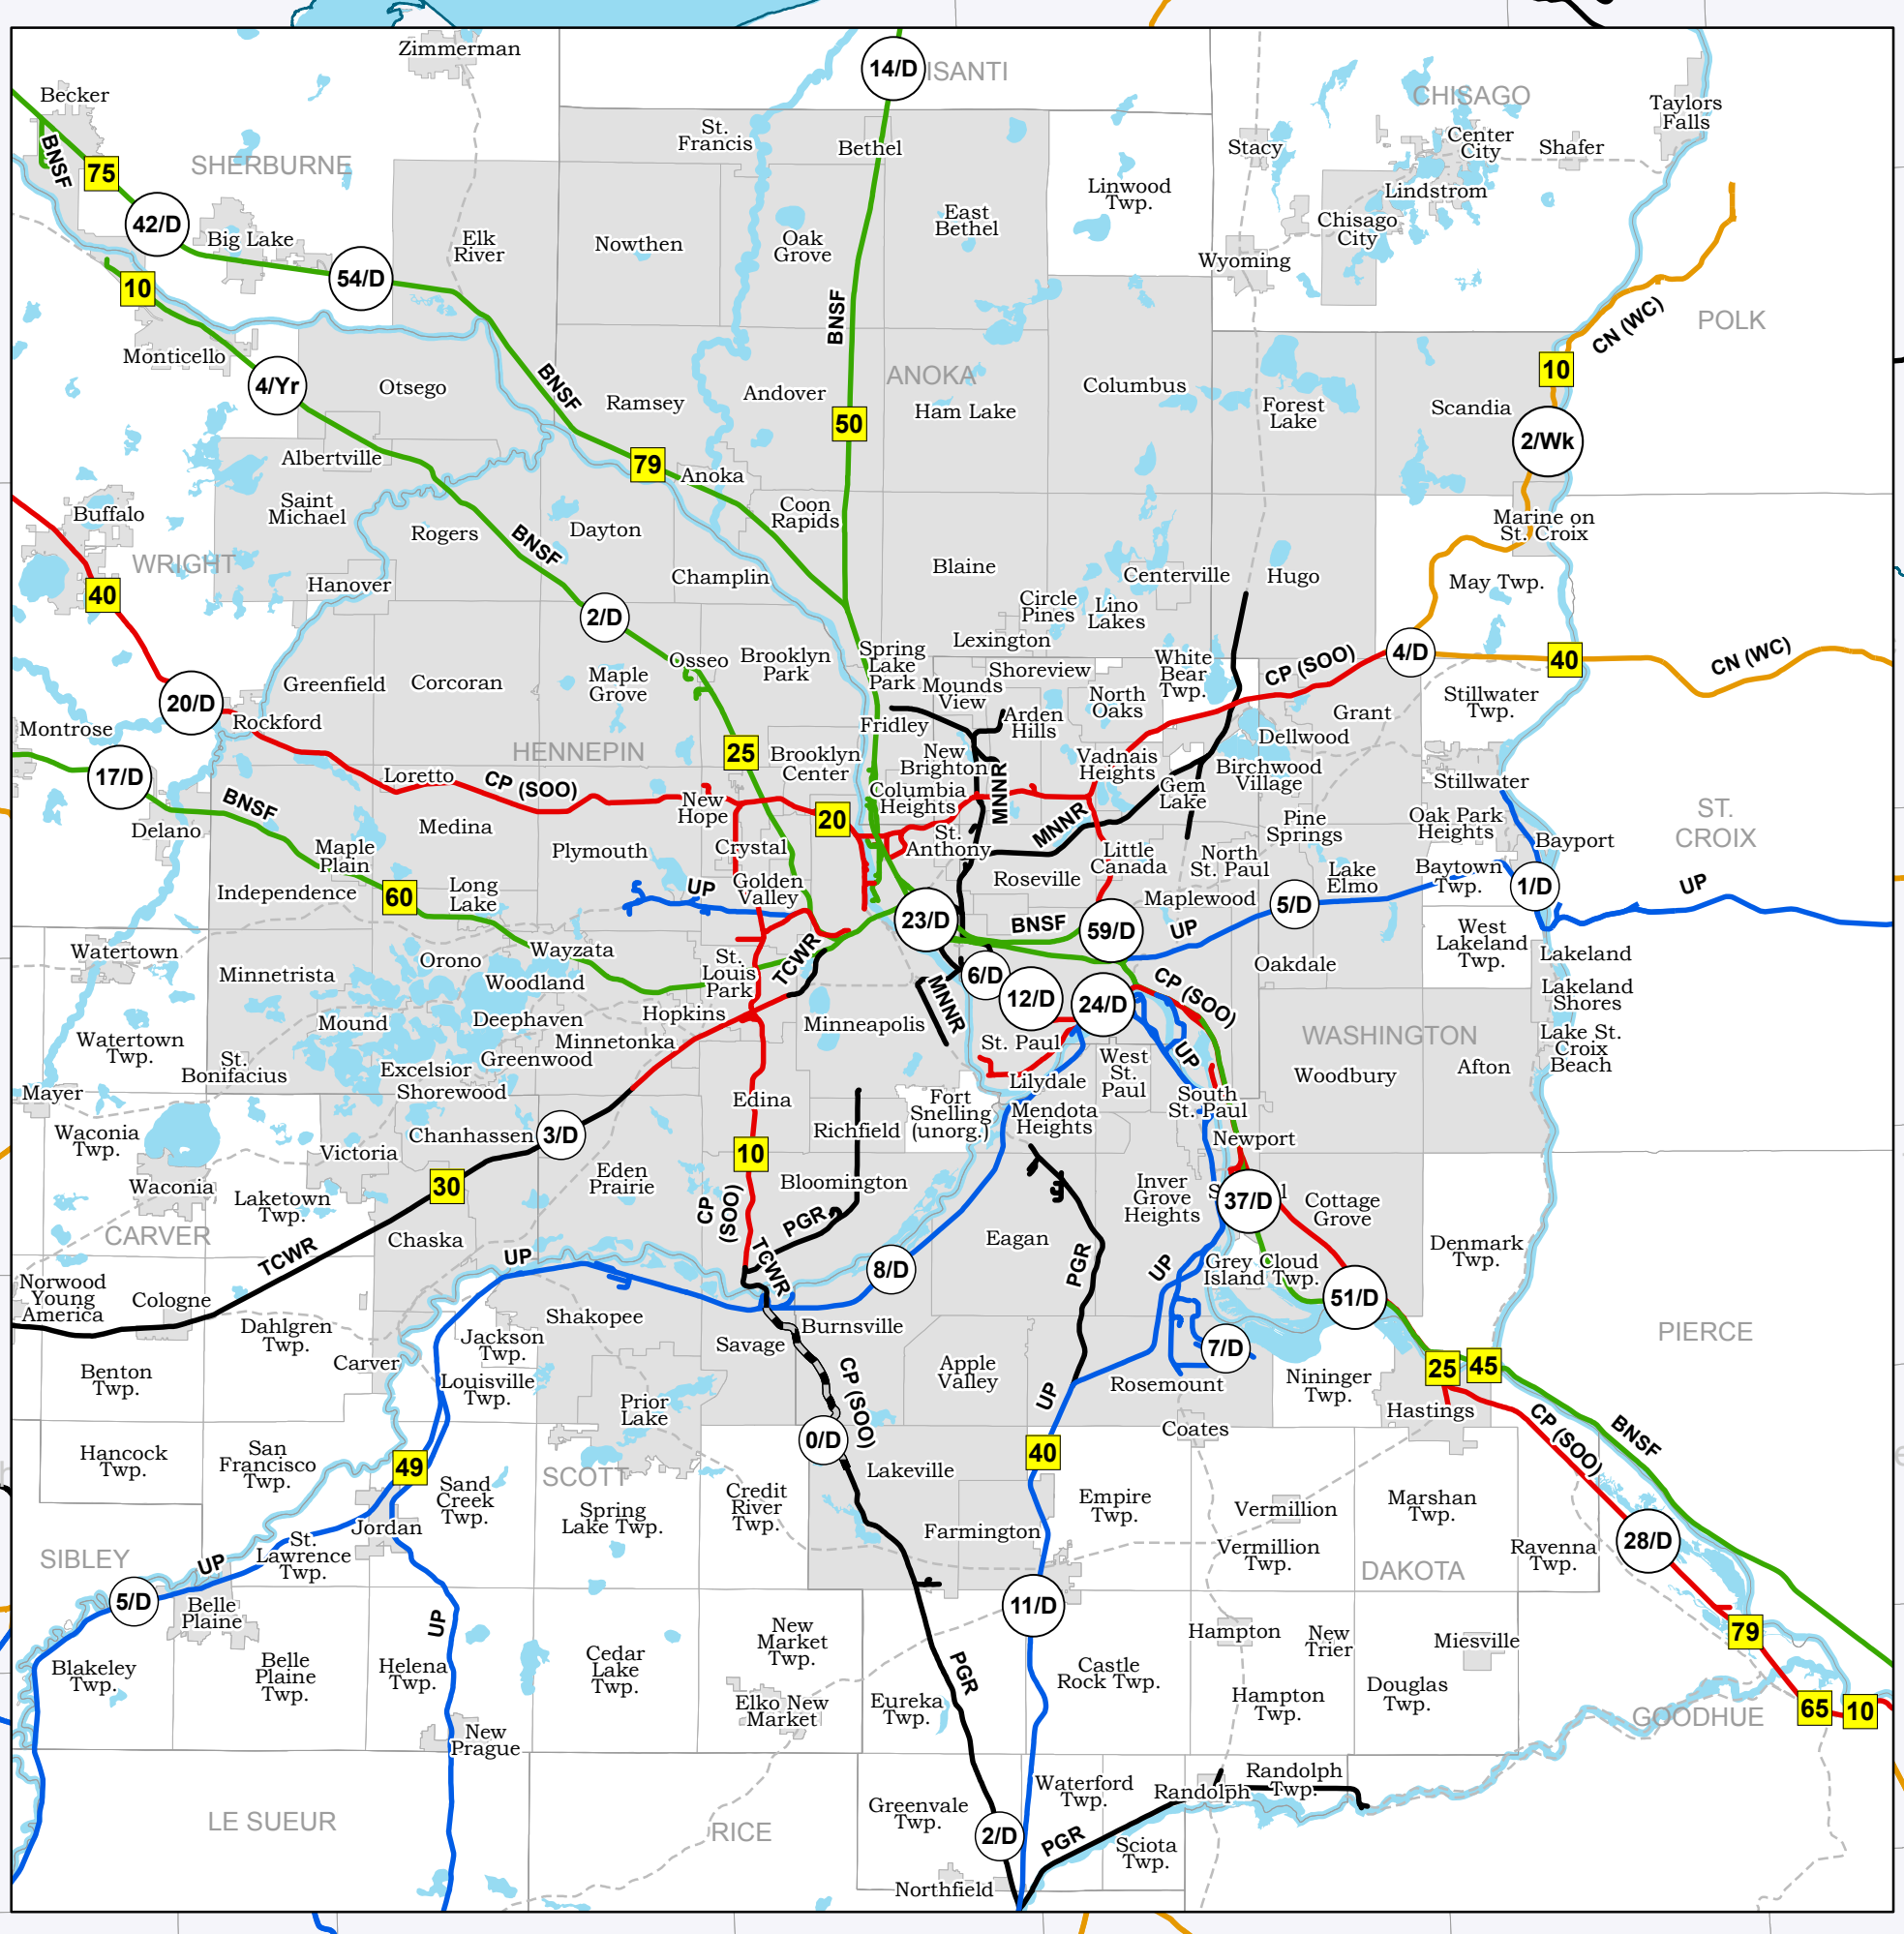 Zimmerman
14/D
ISANTI
Becker
CHISAGO
Taylors
Falls
BNSF
75
SHERBURNE
St.
Francis
Bethel
Stacy
Center
City
Shafer
Linwood
Twp.
Lindstrom
42/D
Big Lake
Elk
River
Nowthen
Oak
Grove
East
Bethel
Chisago
City
Wyoming
54/D
10
BNSF
CN (WC)
POLK
Monticello
4/Yr
Otsego
BNSF
Ramsey
Andover
ANOKA
Ham Lake
Columbus
Forest
Lake
Scandia
10
2/Wk
50
Albertville
79
Anoka
Buffalo
Saint
Michael
Rogers
BNSF
Dayton
Coon
Rapids
Marine on
St. Croix
WRIGHT
Hanover
Champlin
Blaine
Centerville
Hugo
May Twp.
40
2/D
Circle
Pines
Lino
Lakes
Lexington
Osseo
Brooklyn
Park
Spring
Lake
Park
Shoreview
White
Bear
Twp.
CP (SOO)
4/D
40
CN (WC)
20/D
Greenfield
Corcoran
Maple
Grove
Mounds
View
North
Oaks
Stillwater
Twp.
Montrose
Rockford
Fridley
Arden
Hills
Grant
Dellwood
17/D
HENNEPIN
25
Brooklyn
Center
New
Brighton
MNNR
Vadnais
Heights
Birchwood
Village
Stillwater
Loretto
CP (SOO)
BNSF
New
Hope
20
Columbia
Heights
Gem
Lake
ST.
CROIX
Delano
Medina
MNNR
Pine
Springs
Oak Park
Heights
Bayport
Maple
Plain
Plymouth
Crystal
St.
Anthony
Little
Canada
North
St. Paul
Lake
Elmo
Baytown
Twp.
Independence
60
Long
Lake
UP
Golden
Valley
Roseville
Maplewood
5/D
1/D
UP
23/D
BNSF
59/D
UP
West
Lakeland
Twp.
Watertown
Minnetrista
Orono
Wayzata
Woodland
St.
Louis
Park
TCWR
6/D
Oakdale
Lakeland
Lakeland
Shores
MNNR
12/D
24/D
CP (SOO)
Mound
Deephaven
Hopkins
Minneapolis
Minnetonka
Greenwood
St. Paul
WASHINGTON
Lake St.
Croix
Beach
Watertown
Twp.
St.
Bonifacius
Excelsior
Shorewood
Lilydale
West
St.
Paul
UP
Woodbury
Afton
Mayer
Edina
Fort
Snelling
(unorg.)
Mendota
Heights
South
St. Paul
Waconia
Twp.
Victoria
Chanhassen
3/D
Richfield
Newport
10
Waconia
Laketown
Twp.
30
Eden
Prairie
Bloomington
Inver
Grove
Heights
37/D
Cottage
Grove
CARVER
Chaska
CP
(SOO)
PGR
Eagan
Denmark
Twp.
TCWR
UP
TCWR
8/D
PGR
UP
Grey Cloud
Island Twp.
Norwood
Young
America
Cologne
Shakopee
51/D
Dahlgren
Twp.
Jackson
Twp.
Savage
Burnsville
7/D
PIERCE
Benton
Twp.
Carver
Louisville
Twp.
CP (SOO)
Apple
Valley
UP
Rosemount
Nininger
Twp.
25
45
Prior
Lake
Hastings
Coates
CP (SOO)
BNSF
Hancock
Twp.
San
Francisco
Twp.
49
0/D
40
Sand
Creek
Twp.
SCOTT
Credit
River
Twp.
Lakeville
Empire
Twp.
Vermillion
Marshan
Twp.
Spring
Lake Twp.
Jordan
Farmington
28/D
SIBLEY
UP
St.
Lawrence
Twp.
Vermillion
Twp.
DAKOTA
Ravenna
Twp.
5/D
Belle
Plaine
UP
11/D
79
Blakeley
Twp.
Belle
Plaine
Twp.
Helena
Twp.
Cedar
Lake
Twp.
New
Market
Twp.
PGR
Castle
Rock Twp.
Hampton
New
Trier
Miesville
Elko New
Market
Eureka
Twp.
Hampton
Twp.
Douglas
Twp.
65
10
GOODHUE
New
Prague
Waterford
Twp.
Randolph
Randolph
Twp.
LE SUEUR
RICE
Greenvale
Twp.
2/D
PGR
Sciota
Twp.
Northfield